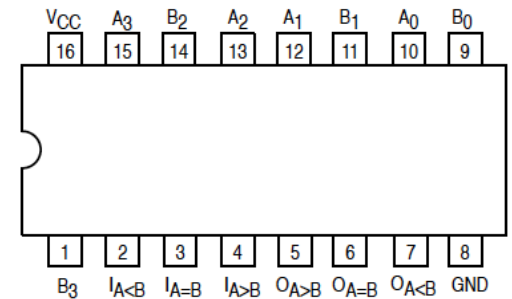 VCC A3 B2 A2 A1 B1 A0 B0
16 15 14 13 12 11 10 9
1 2 3 4 5 6 7 8
B3 IA<B IA=B IA>B OA>B OA=B OA<B GND